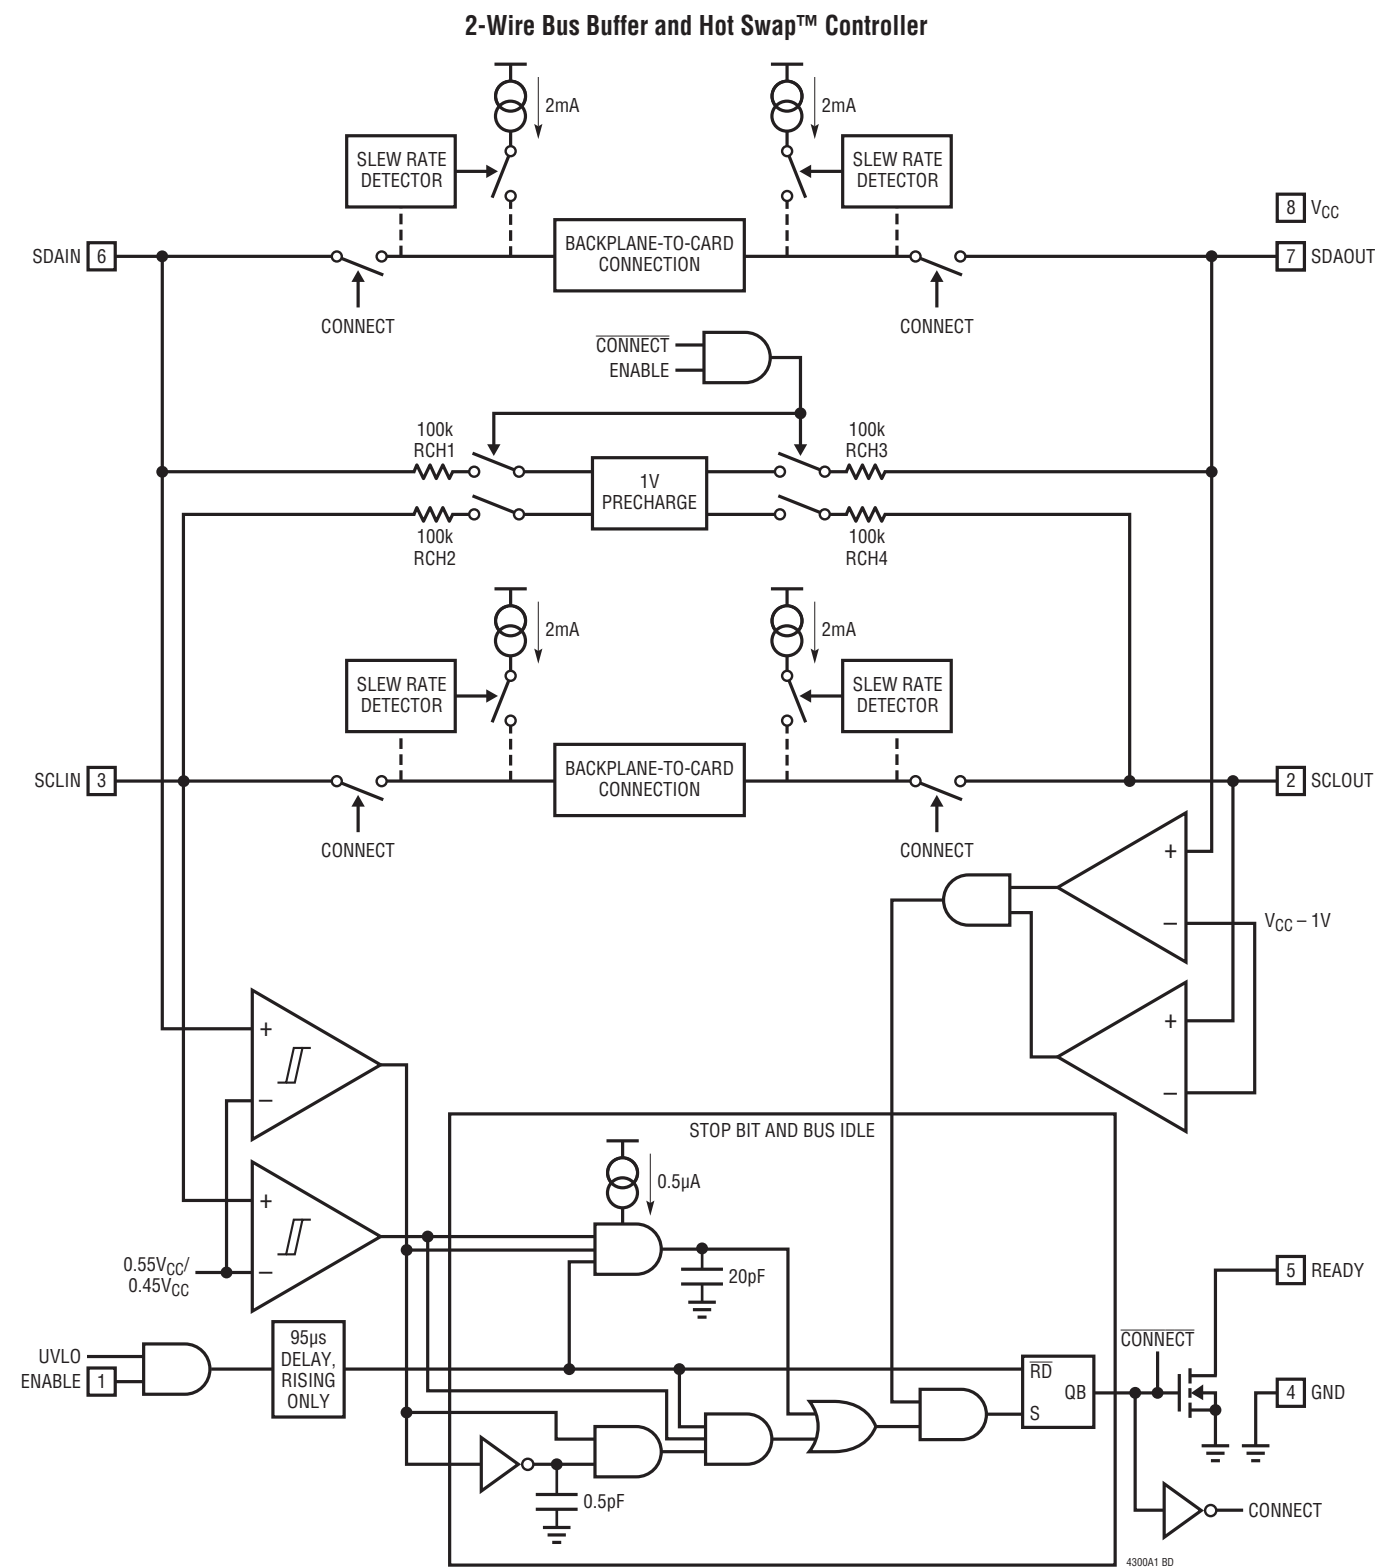 2-Wire Bus Buffer and Hot Swap™ Controller
2mA
2mA
SLEW RATE
DETECTOR
SLEW RATE
DETECTOR
8 VCC
SDAIN 6
BACKPLANE-TO-CARD
CONNECTION
7 SDAOUT
CONNECT
CONNECT
CONNECT
ENABLE
100k
RCH1
100k
RCH3
1V
PRECHARGE
100k
RCH2
100k
RCH4
2mA
2mA
SLEW RATE
DETECTOR
SLEW RATE
DETECTOR
SCLIN 3
BACKPLANE-TO-CARD
CONNECTION
2 SCLOUT
CONNECT
CONNECT
+
–
VCC – 1V
+
–
+
–
STOP BIT AND BUS IDLE
0.5µA
+
–
0.55VCC/
0.45VCC
20pF
5 READY
UVLO
ENABLE 1
95µs
DELAY,
RISING
ONLY
CONNECT
RD
QB
S
4 GND
0.5pF
CONNECT
4300A1 BD